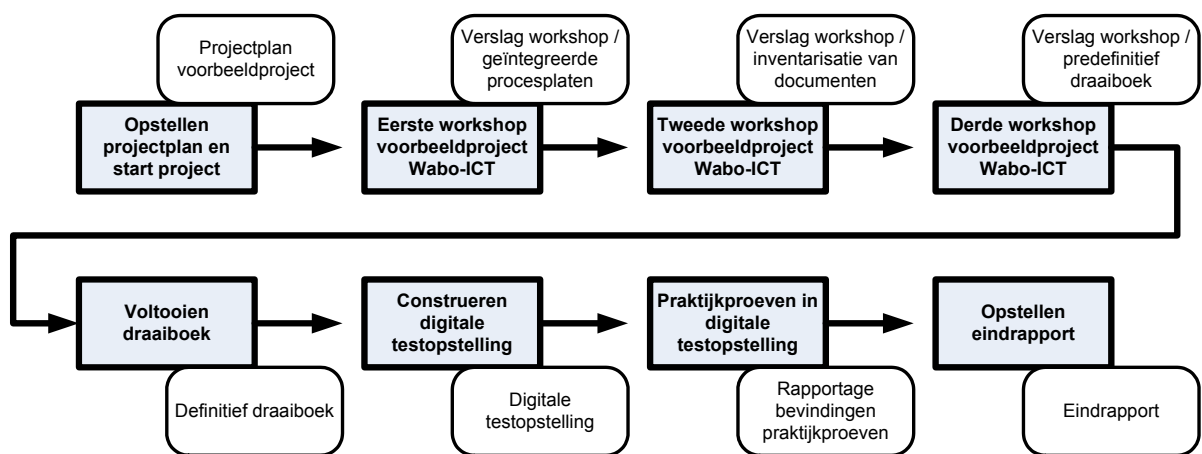 Projectplan
voorbeeldproject
Opstellen
projectplan en
start project
Verslag workshop /
geïntegreerde
procesplaten
Eerste workshop
voorbeeldproject
Wabo-ICT
Verslag workshop /
inventarisatie van
documenten
Tweede workshop
voorbeeldproject
Wabo-ICT
Verslag workshop /
predefinitief
draaiboek
Derde workshop
voorbeeldproject
Wabo-ICT
Voltooien
draaiboek
Definitief draaiboek
Construeren
digitale
testopstelling
Digitale
testopstelling
Praktijkproeven in
digitale
testopstelling
Rapportage
bevindingen
praktijkproeven
Opstellen
eindrapport
Eindrapport